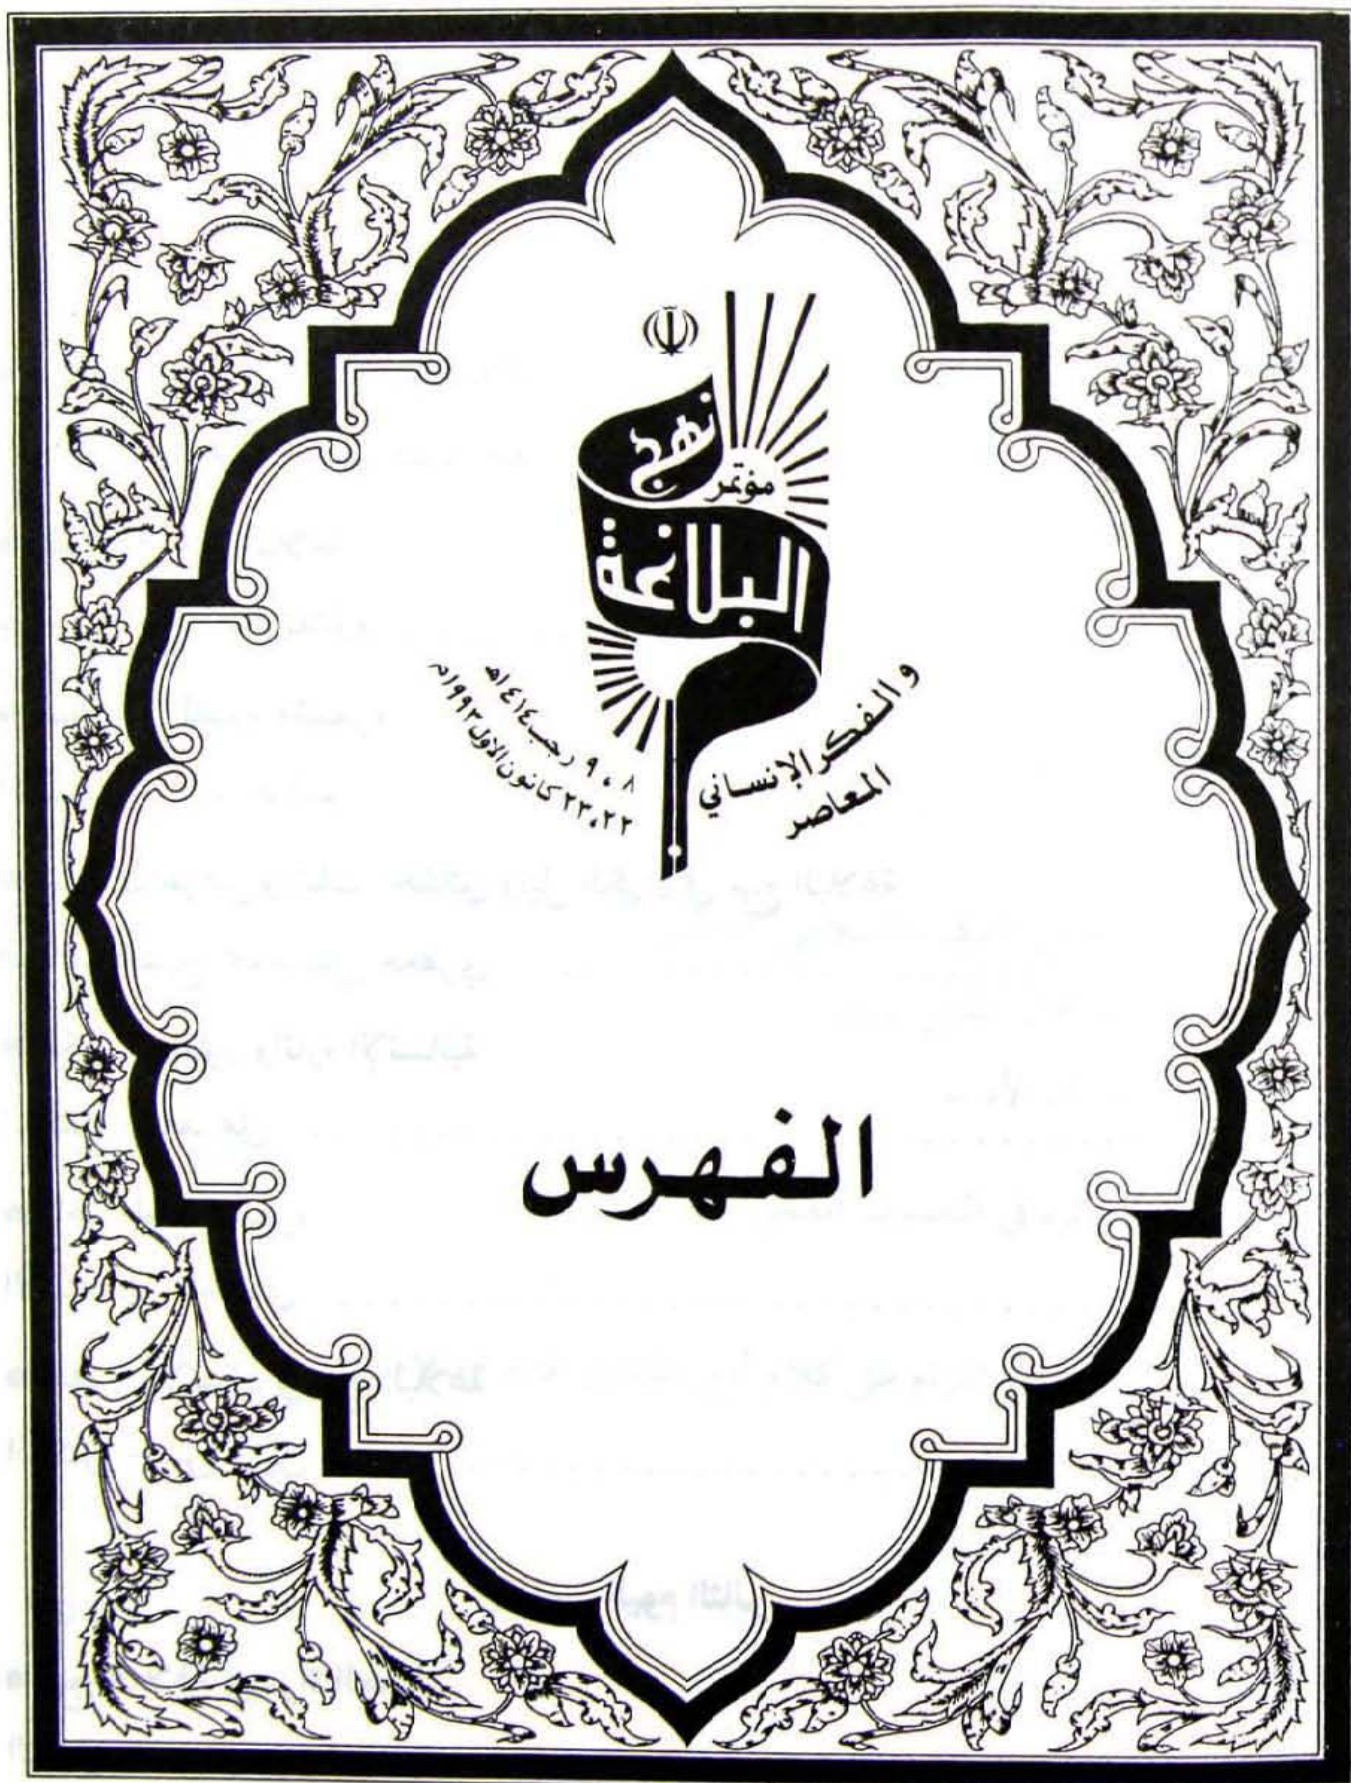 مؤتمر
نهج
البلاغة
والفكر الإنساني
المعاصر
٨ ، ٩ رجب ١٤١٤هـ
٢٢ ، ٢٣ كانون الاول ١٩٩٣م
الفهرس